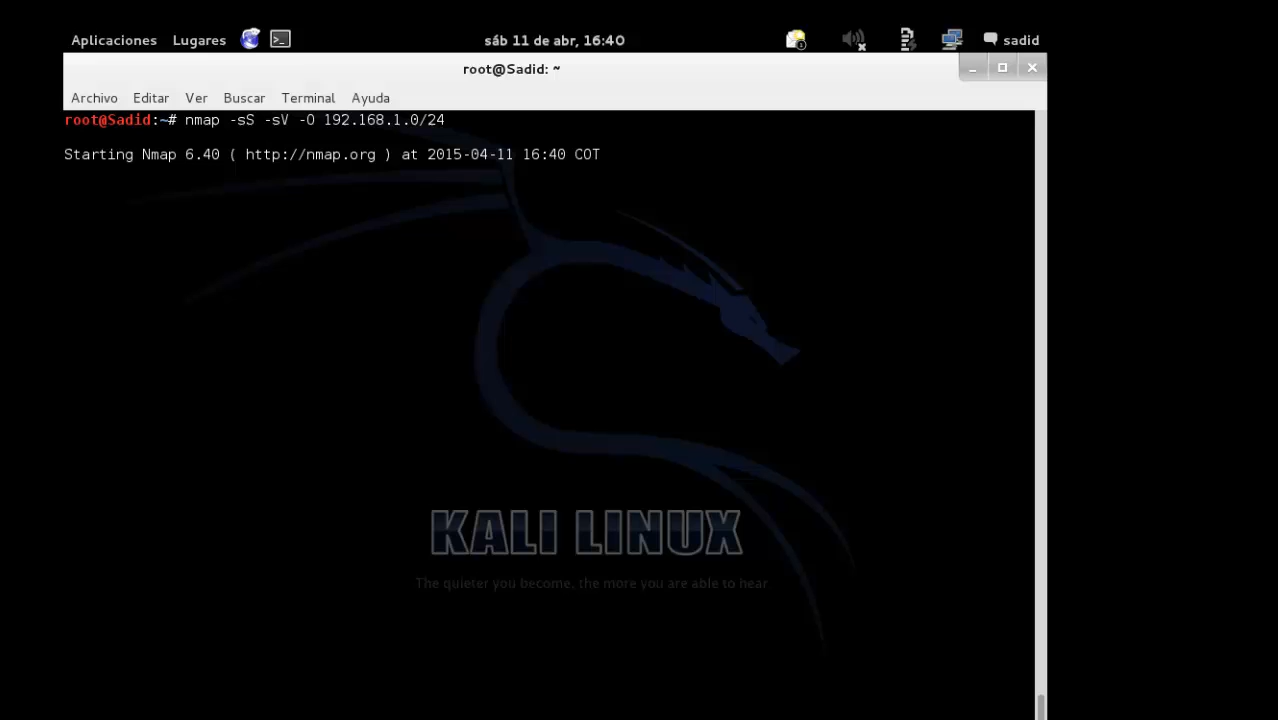 Aplicaciones Lugares sáb 11 de abr, 16:40 sadid
root@Sadid: ~
Archivo Editar Ver Buscar Terminal Ayuda
root@Sadid:~# nmap -sS -sV -O 192.168.1.0/24
Starting Nmap 6.40 ( http://nmap.org ) at 2015-04-11 16:40 COT
KALI LINUX
The quieter you become, the more you are able to hear